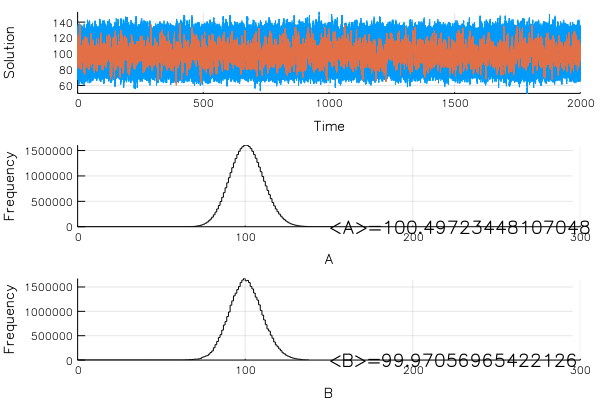 Solution
140
120
100
80
60
0 500 1000 1500 2000
Time
Frequency
1500000
1000000
500000
0
<A>=100.49723448107048
0 100 200 300
A
Frequency
1500000
1000000
500000
0
<B>=99.97056965422126
0 100 200 300
B